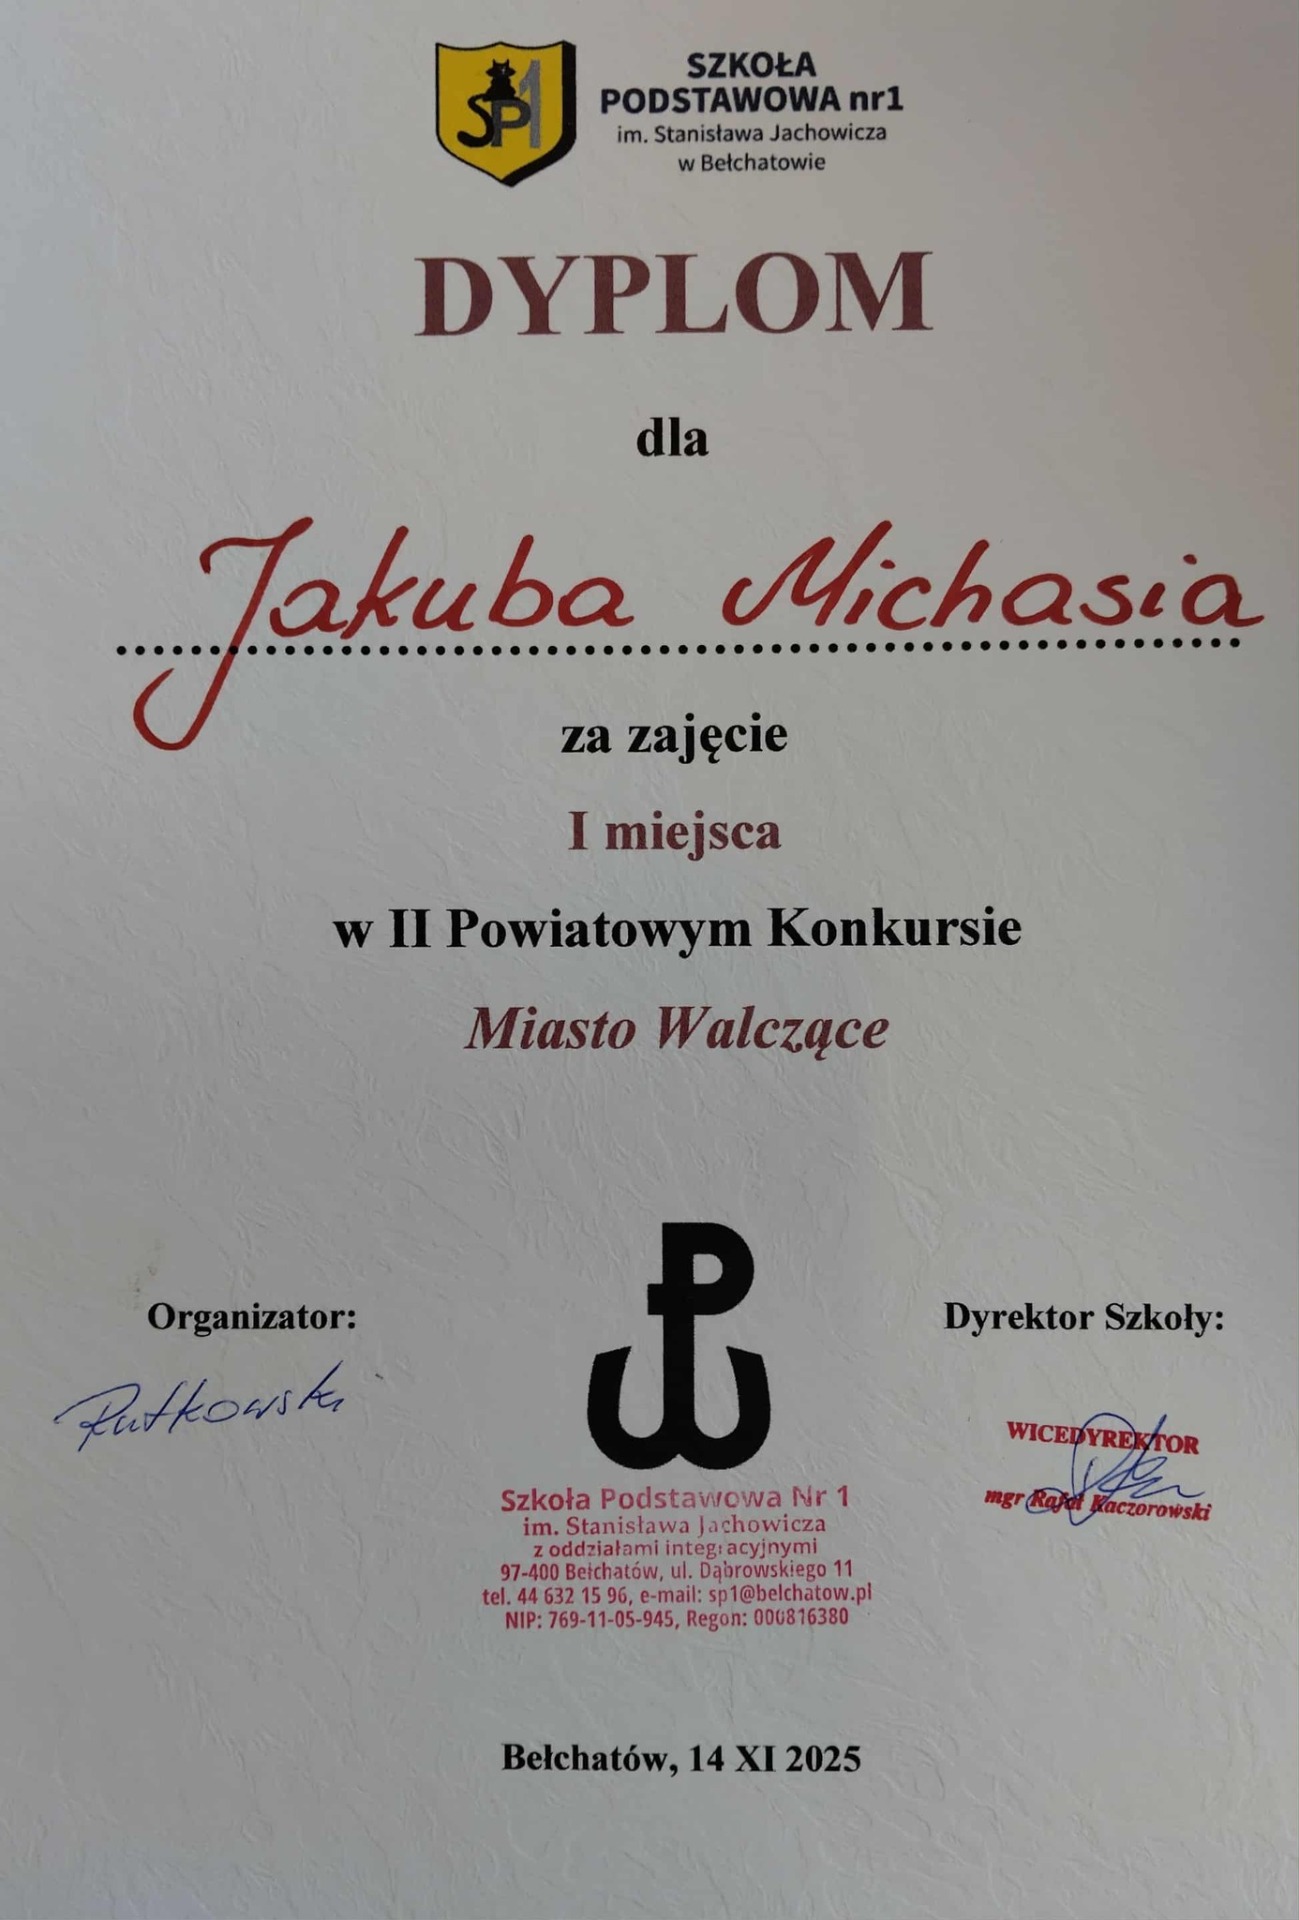 SP1
SZKOŁA
PODSTAWOWA nr1
im. Stanisława Jachowicza
w Bełchatowie
DYPLOM
dla
Jakuba Michasia
za zajęcie
I miejsca
w II Powiatowym Konkursie
Miasto Walczące
Organizator:
Dyrektor Szkoły:
Rutkowski
WICEDYREKTOR
mgr Rafał Kaczorowski
Szkoła Podstawowa Nr 1
im. Stanisława Jachowicza
z oddziałami integracyjnymi
97-400 Bełchatów, ul. Dąbrowskiego 11
tel. 44 632 15 96, e-mail: sp1@belchatow.pl
NIP: 769-11-05-945, Regon: 000816380
Bełchatów, 14 XI 2025